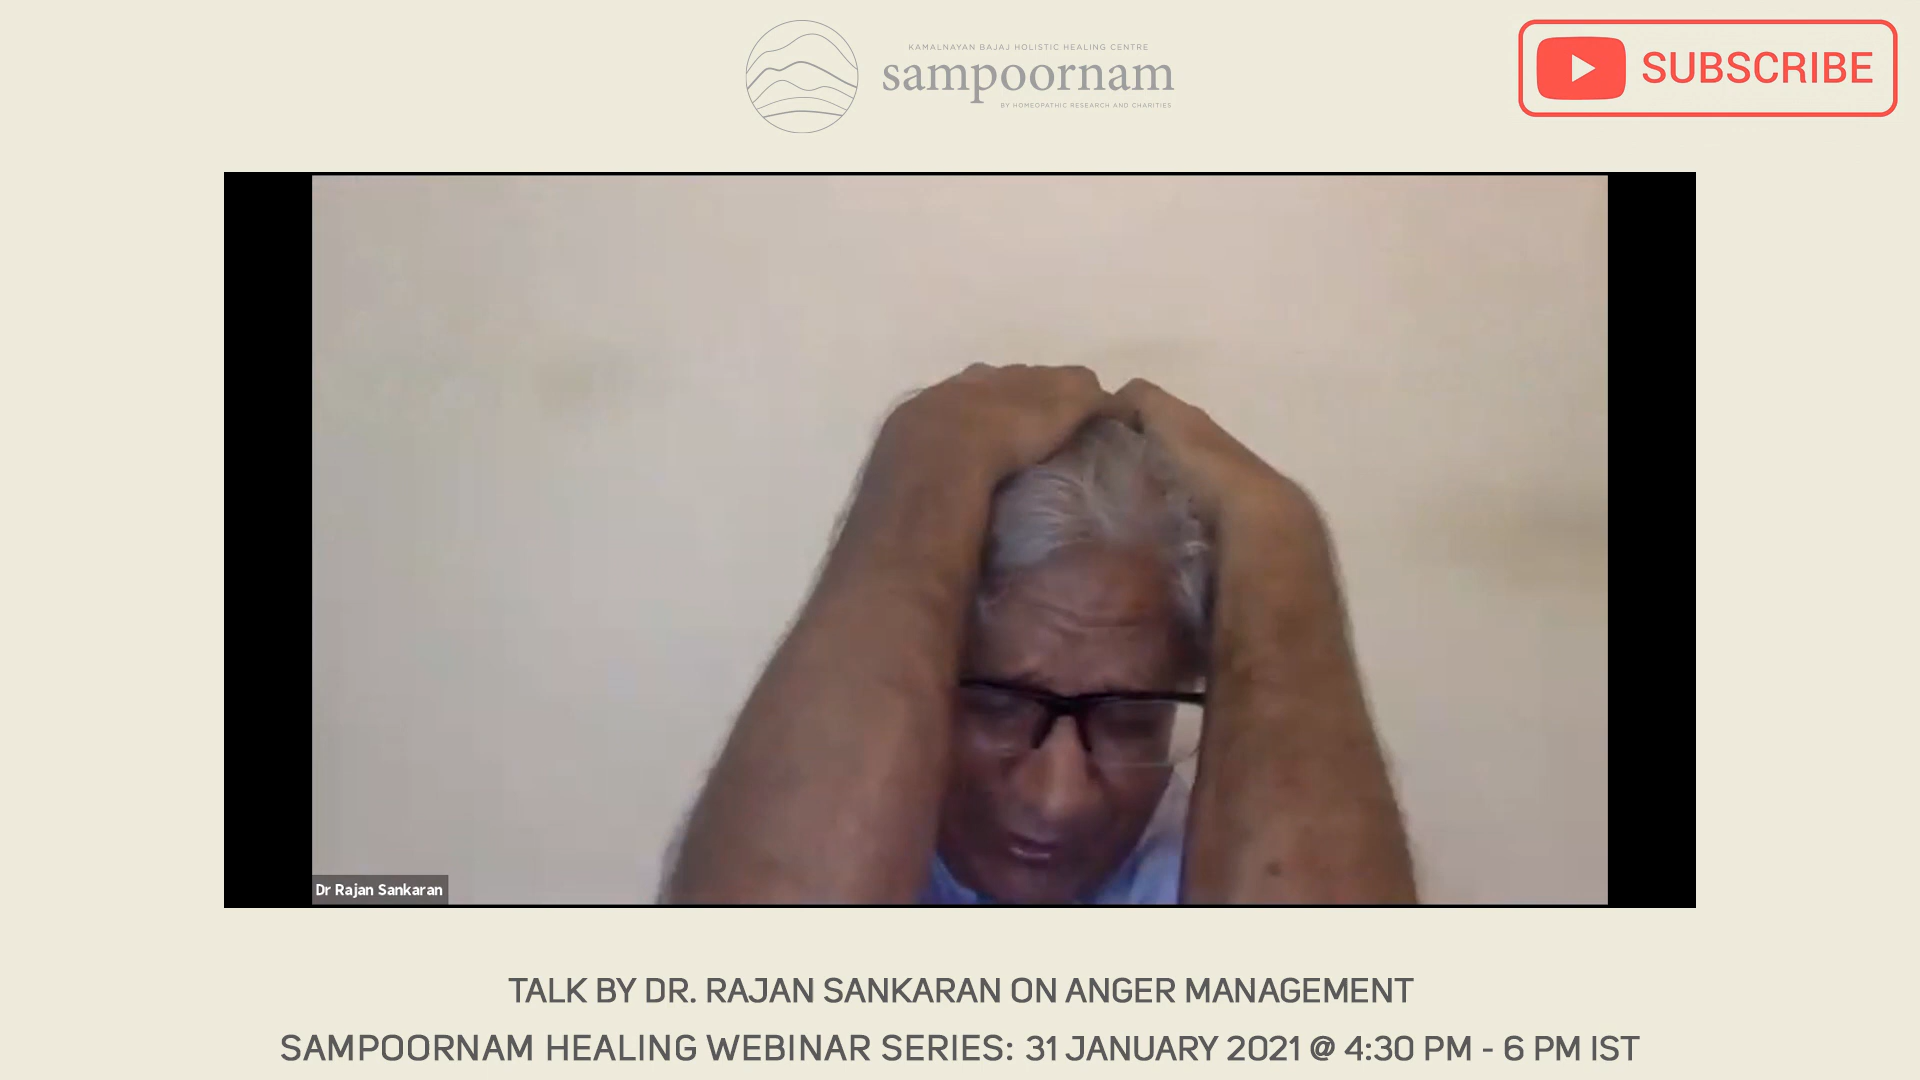 KAMALNAYAN BAJAJ HOLISTIC HEALING CENTRE
sampoornam
BY HOMEOPATHIC RESEARCH AND CHARITIES
SUBSCRIBE
Dr Rajan Sankaran
TALK BY DR. RAJAN SANKARAN ON ANGER MANAGEMENT
SAMPOORNAM HEALING WEBINAR SERIES: 31 JANUARY 2021 @ 4:30 PM - 6 PM IST